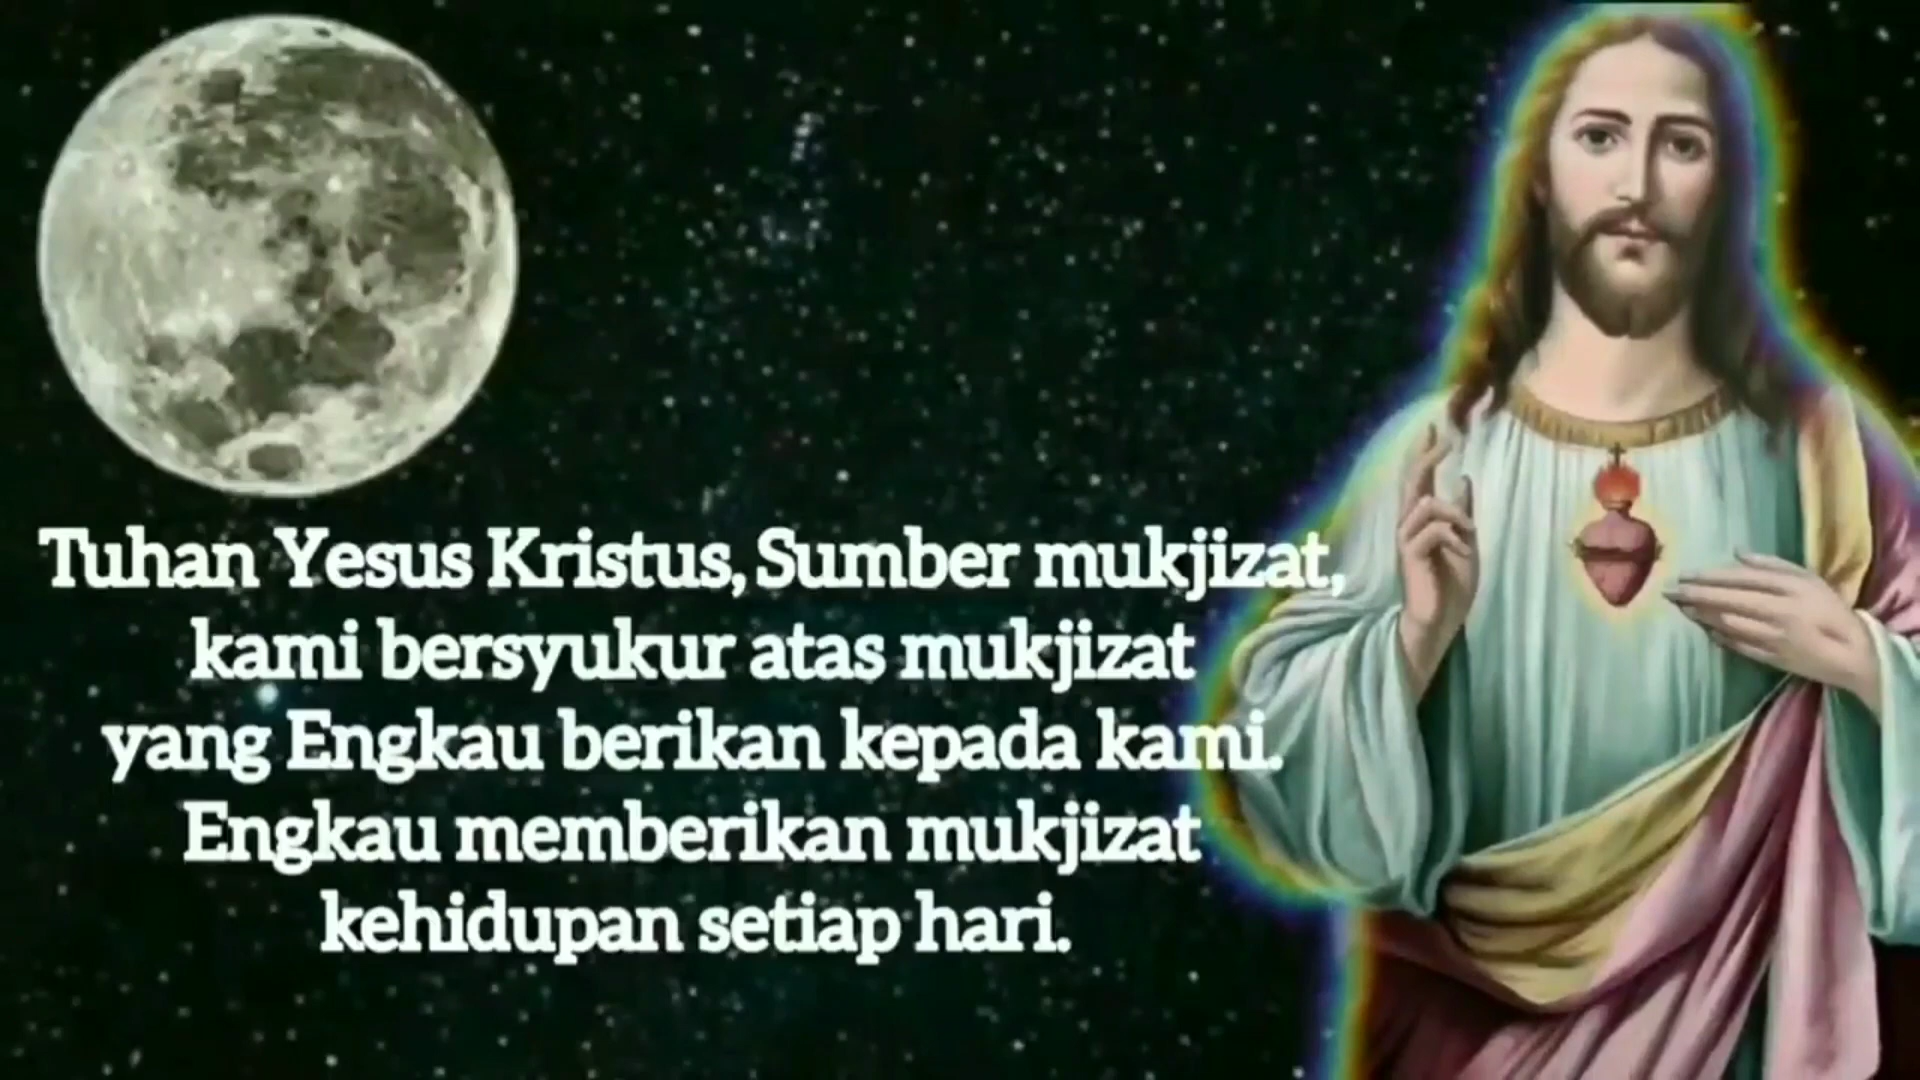 Tuhan Yesus Kristus, Sumber mukjizat,
kami bersyukur atas mukjizat
yang Engkau berikan kepada kami.
Engkau memberikan mukjizat
kehidupan setiap hari.